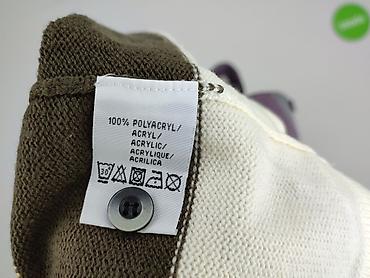 100% POLYACRYL/
ACRYL/
ACRYLIC/
ACRYLIQUE/
ACRILICA
30°